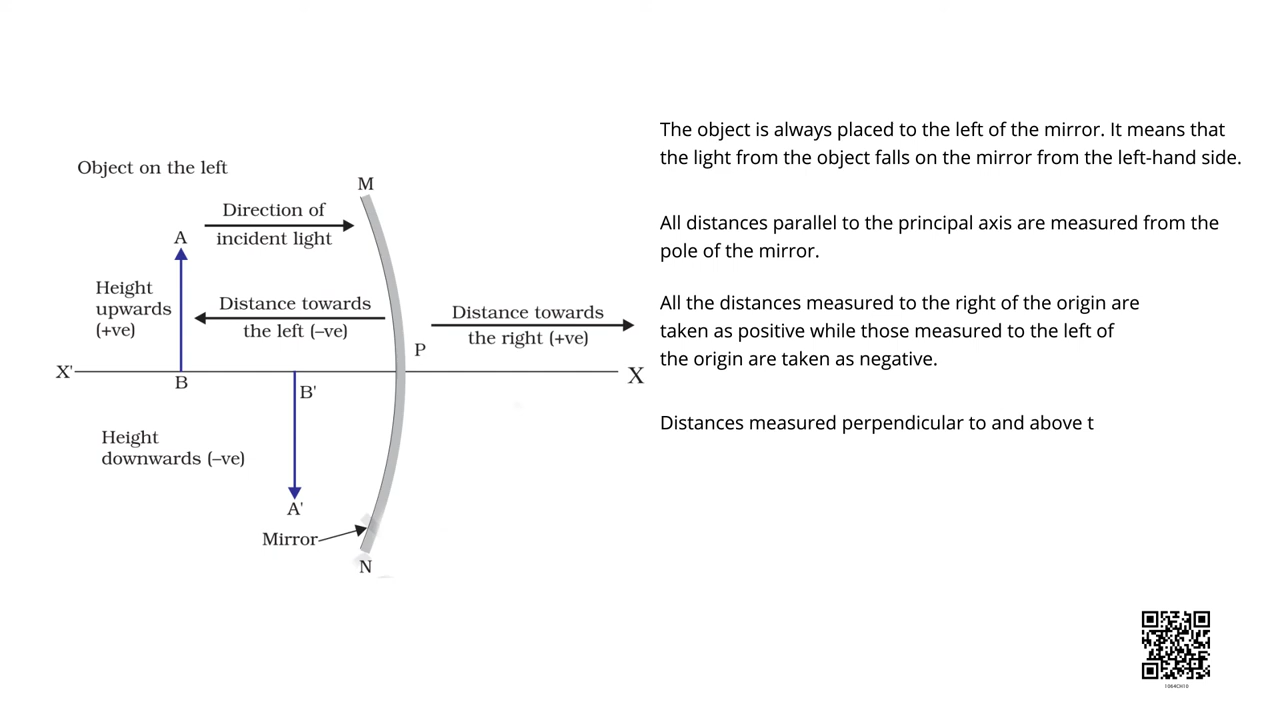 Object on the left
M
Direction of
incident light
A
Height
upwards
(+ve)
Distance towards
the left (–ve)
Distance towards
the right (+ve)
P
X'
B
B'
X
Height
downwards (–ve)
A'
Mirror
N
The object is always placed to the left of the mirror. It means that
the light from the object falls on the mirror from the left-hand side.
All distances parallel to the principal axis are measured from the
pole of the mirror.
All the distances measured to the right of the origin are
taken as positive while those measured to the left of
the origin are taken as negative.
Distances measured perpendicular to and above t
1064CH10